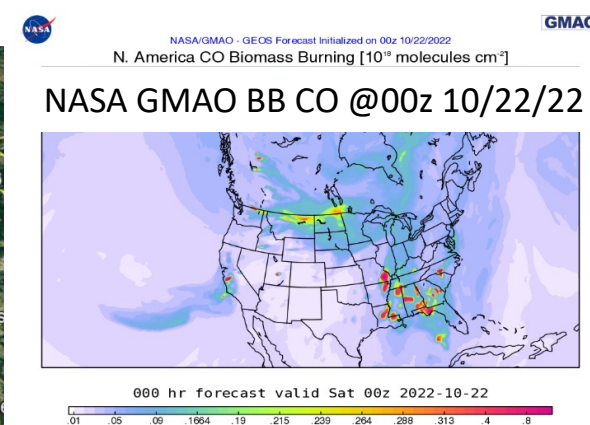 NASA
GMAO
NASA/GMAO - GEOS Forecast Initialized on 00z 10/22/2022
N. America CO Biomass Burning [10¹⁸ molecules cm⁻²]
NASA GMAO BB CO @00z 10/22/22
000 hr forecast valid Sat 00z 2022-10-22
.01 .05 .09 .1664 .19 .215 .239 .264 .288 .313 .4 .8